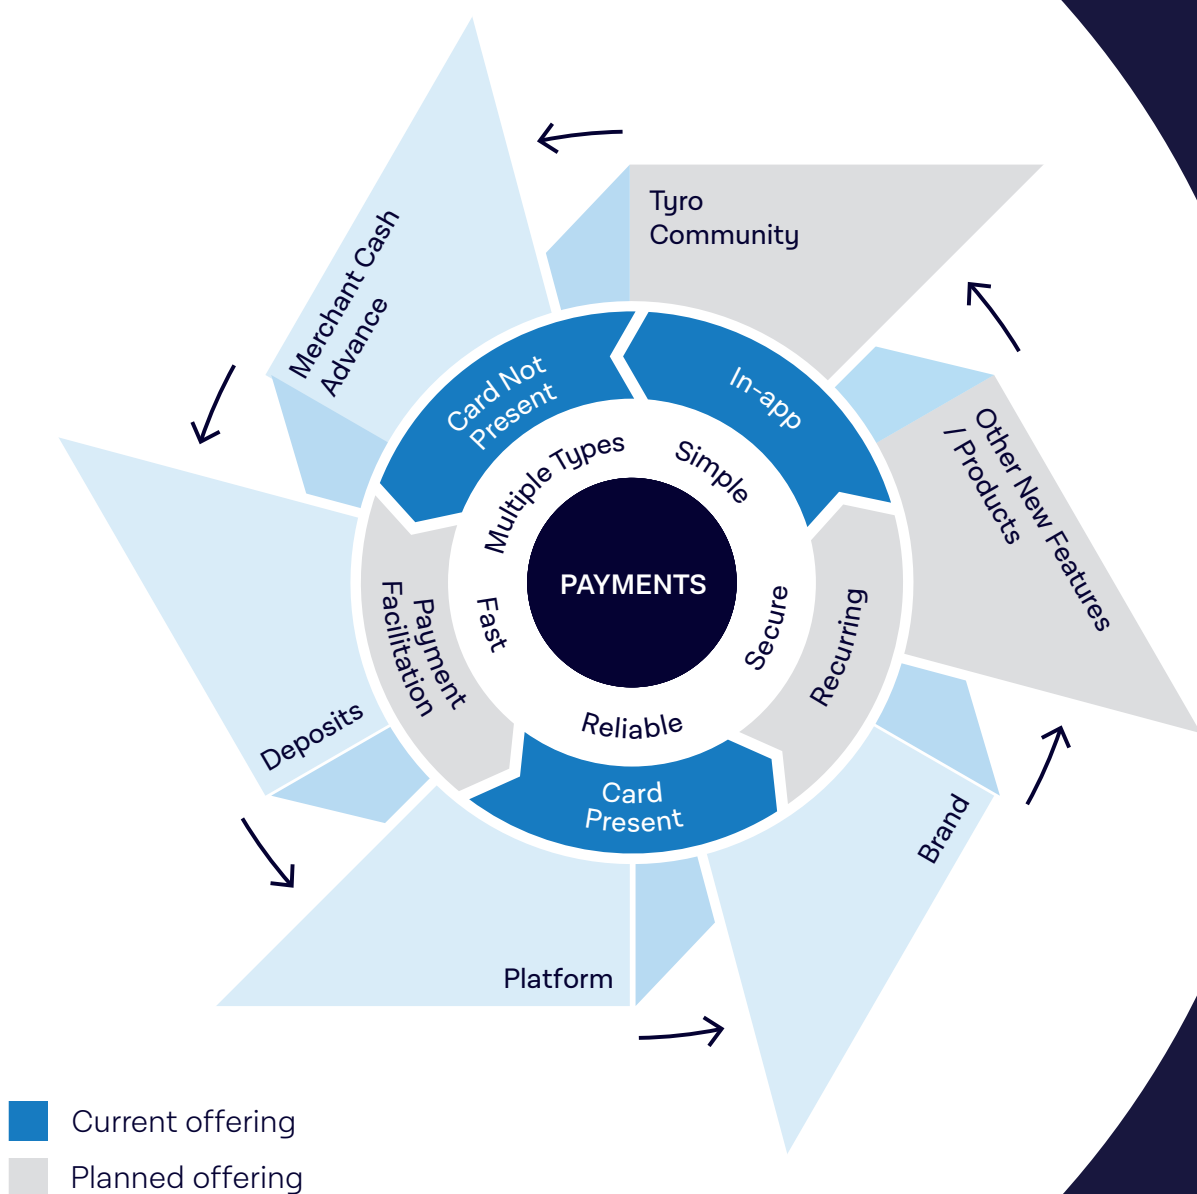 Tyro
Community
Merchant Cash
Advance
Card Not
Present
In-app
Other New Features
/ Products
Multiple Types
Simple
PAYMENTS
Fast
Secure
Payment
Facilitation
Recurring
Reliable
Deposits
Card
Present
Brand
Platform
Current offering
Planned offering